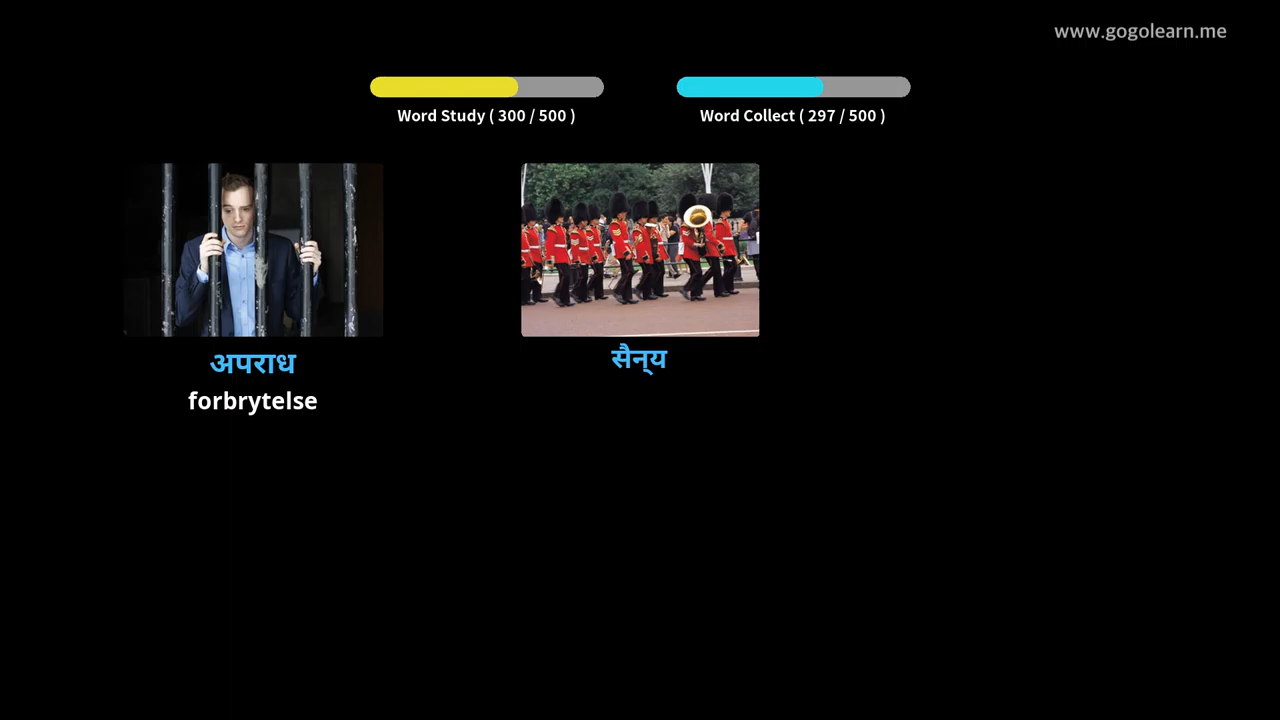 www.gogolearn.me
Word Study ( 300 / 500 )
Word Collect ( 297 / 500 )
अपराध
forbrytelse
सैन्य